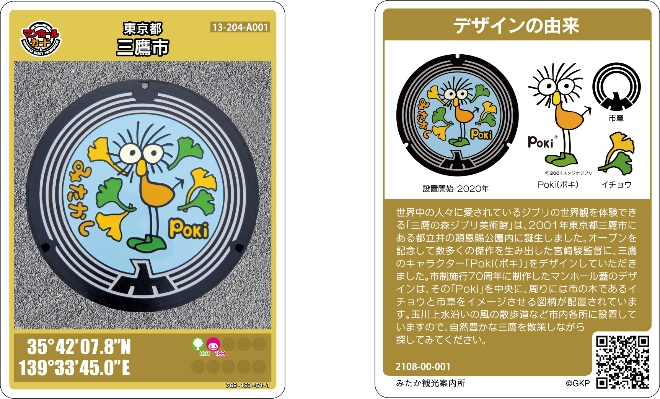 マンホール
カード
東京都
三鷹市
13-204-A001
みたかし
Poki
35°42'07.8"N
139°33'45.0"E
デザインの由来
みたかし
Poki
設置開始 2020年
Poki
©2001 スタジオジブリ
Poki(ポキ)
市章
イチョウ
世界中の人々に愛されているジブリの世界観を体験でき
る「三鷹の森ジブリ美術館」は、2001年東京都三鷹市に
ある都立井の頭恩賜公園内に誕生しました。オープンを
記念して数多くの傑作を生み出した宮崎駿監督に、三鷹
のキャラクター「Poki(ポキ)」をデザインしていただき
ました。市制施行70周年に制作したマンホール蓋のデザ
インは、その「Poki」を中央に、周りには市の木であるイ
チョウと市章をイメージさせる図柄が配置されていま
す。玉川上水沿いの風の散歩道など市内各所に設置して
いますので、自然豊かな三鷹を散策しながら
探してみてください。
2108-00-001
みたか観光案内所
©GKP